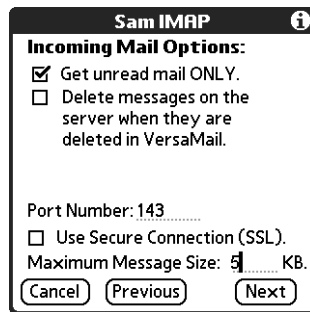 Sam IMAP
Incoming Mail Options:
Get unread mail ONLY.
Delete messages on the
server when they are
deleted in VersaMail.
Port Number: 143
Use Secure Connection (SSL).
Maximum Message Size: 5 KB.
Cancel Previous Next